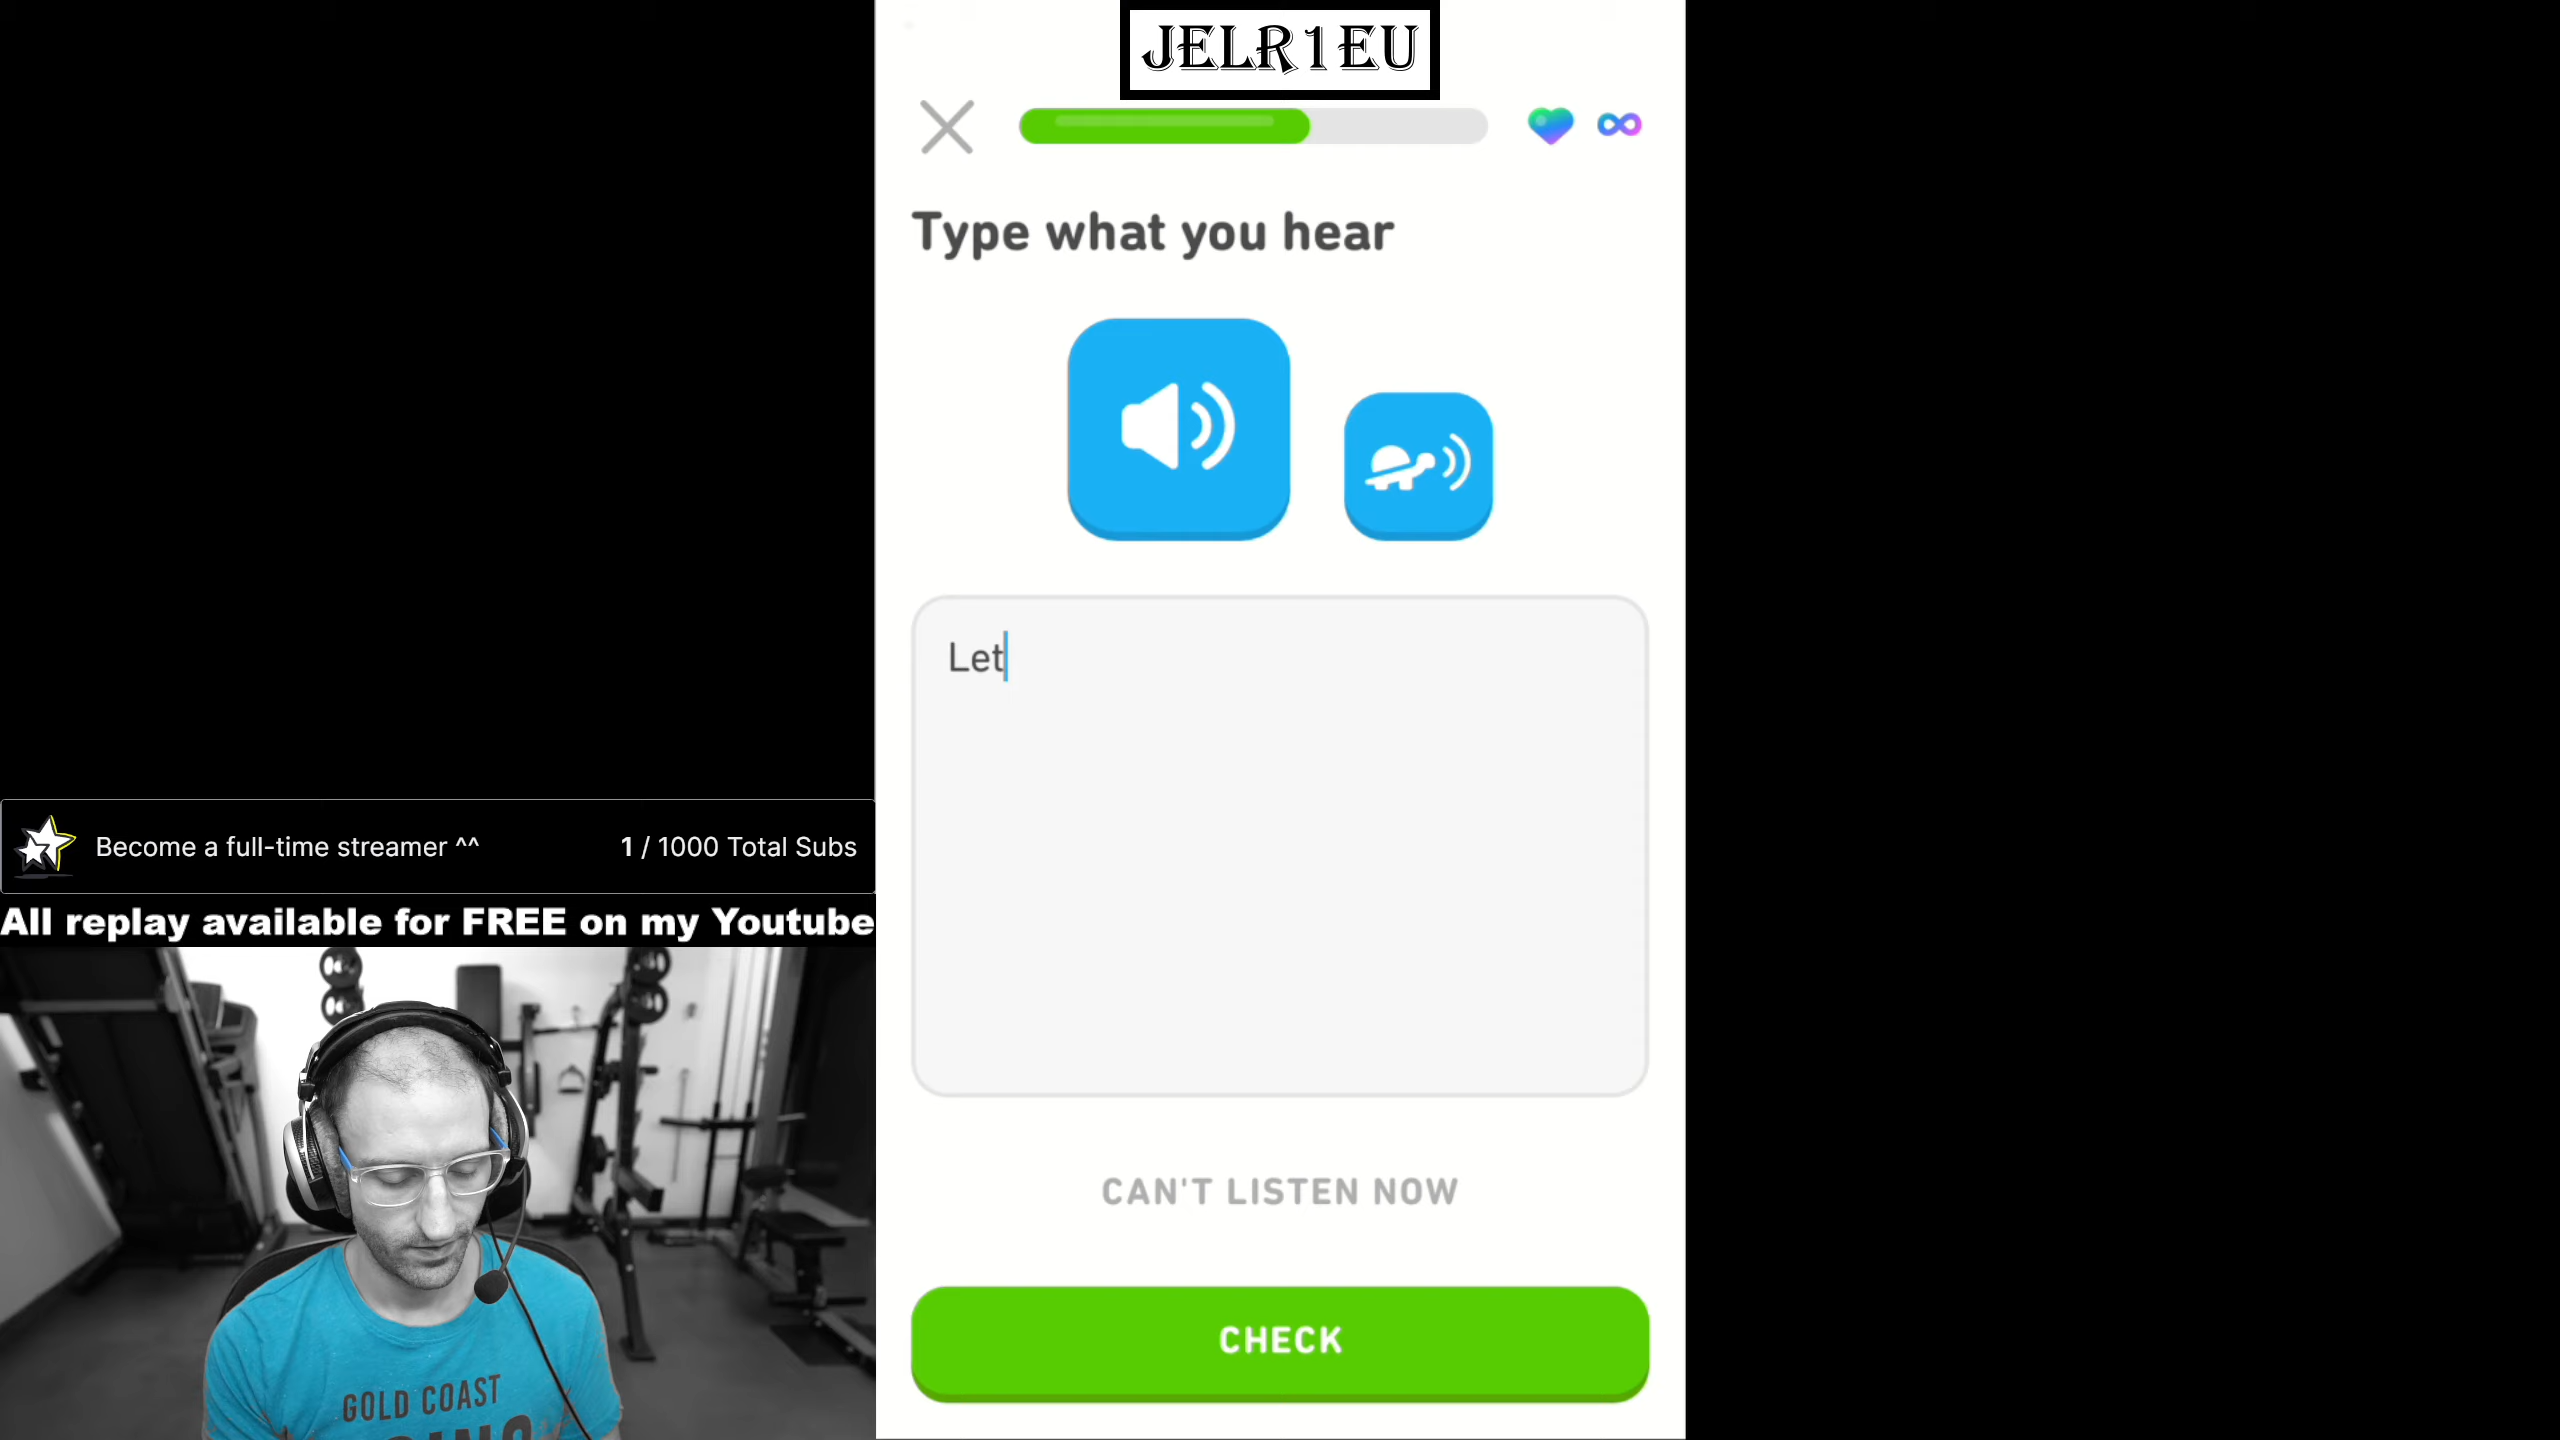 JELR1EU
Type what you hear
Let
CAN'T LISTEN NOW
CHECK
Become a full-time streamer ^^ 1 / 1000 Total Subs
All replay available for FREE on my Youtube
GOLD COAST